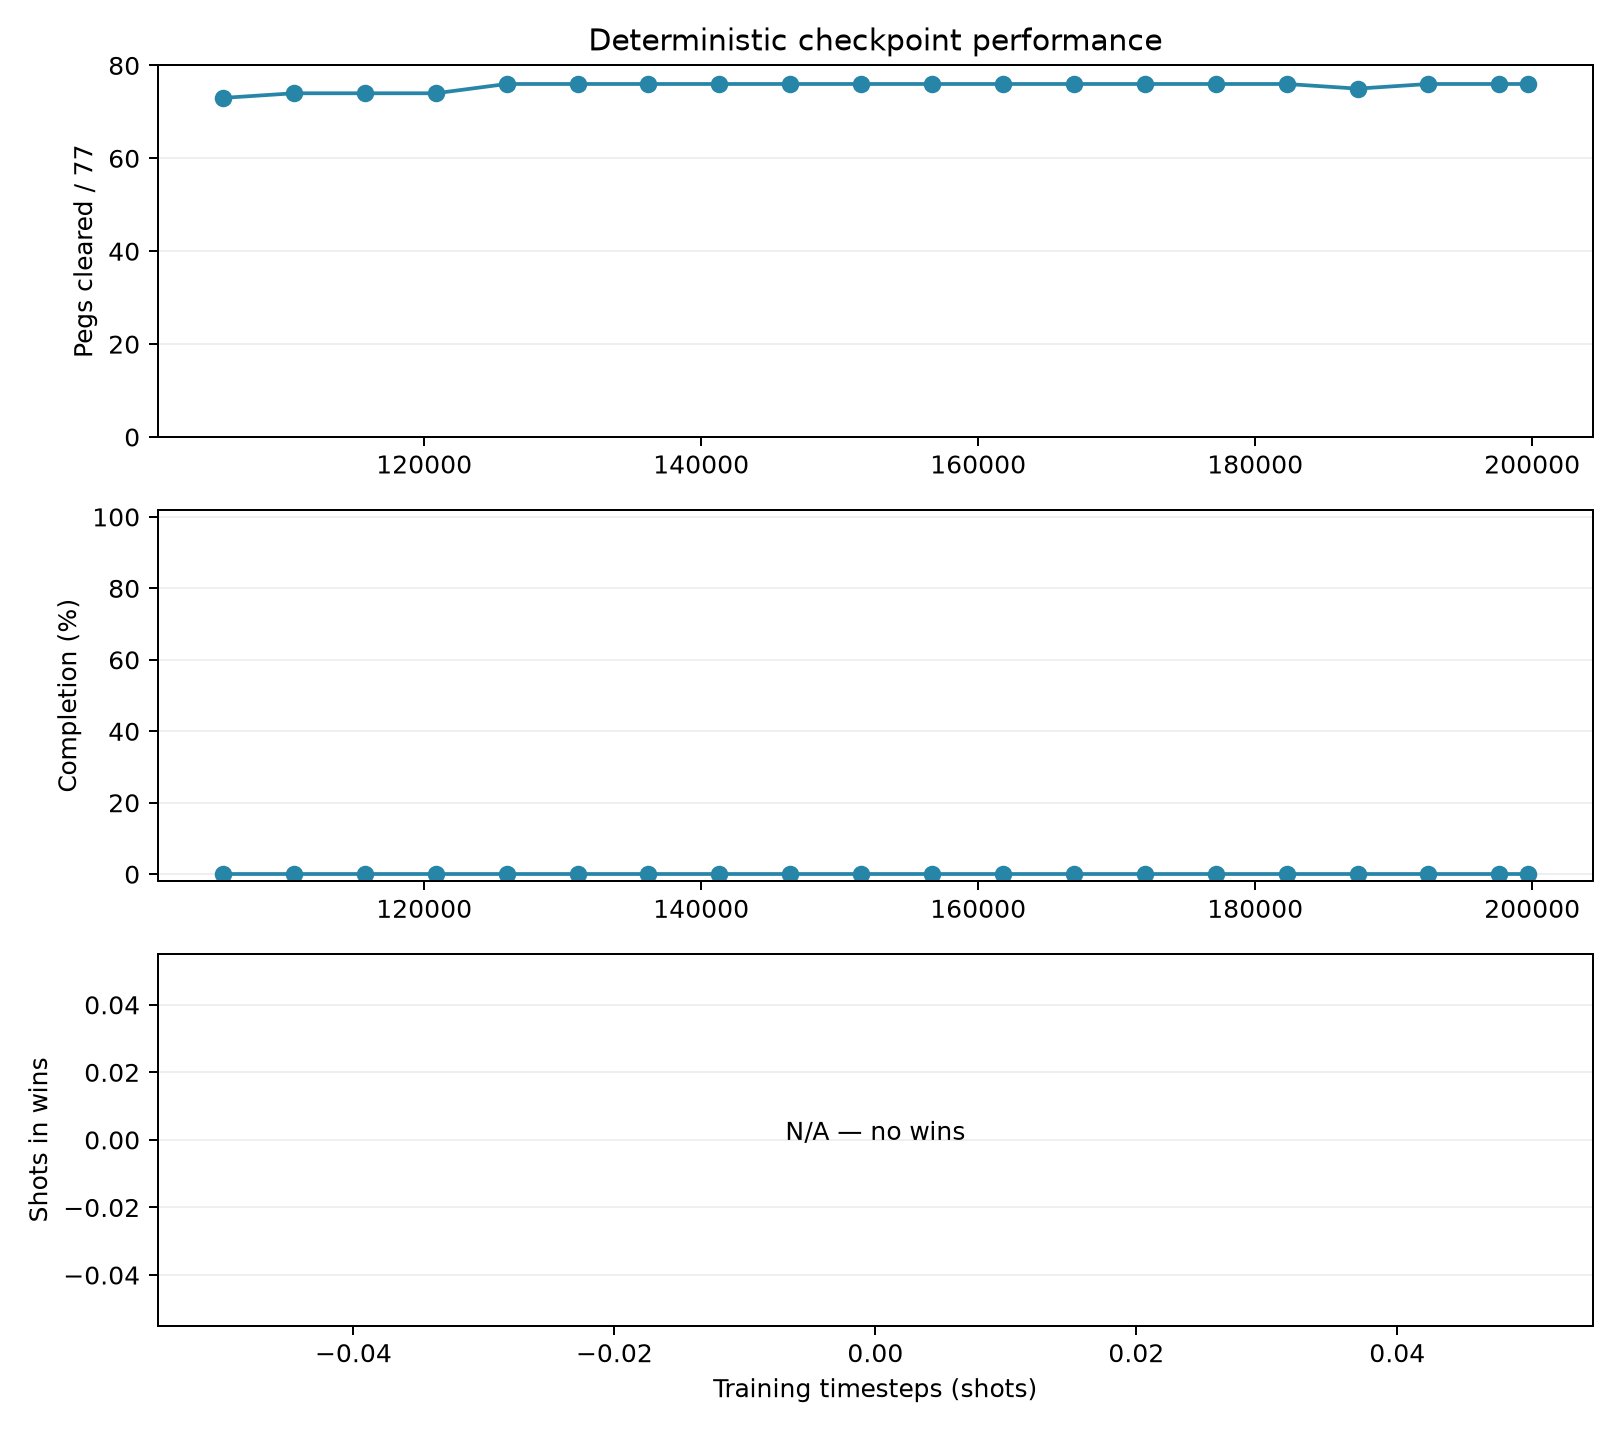 Deterministic checkpoint performance
80
60
40
20
0
Pegs cleared / 77
120000 140000 160000 180000 200000
100
80
60
40
20
0
Completion (%)
120000 140000 160000 180000 200000
0.04
0.02
0.00
−0.02
−0.04
Shots in wins
N/A — no wins
−0.04 −0.02 0.00 0.02 0.04
Training timesteps (shots)